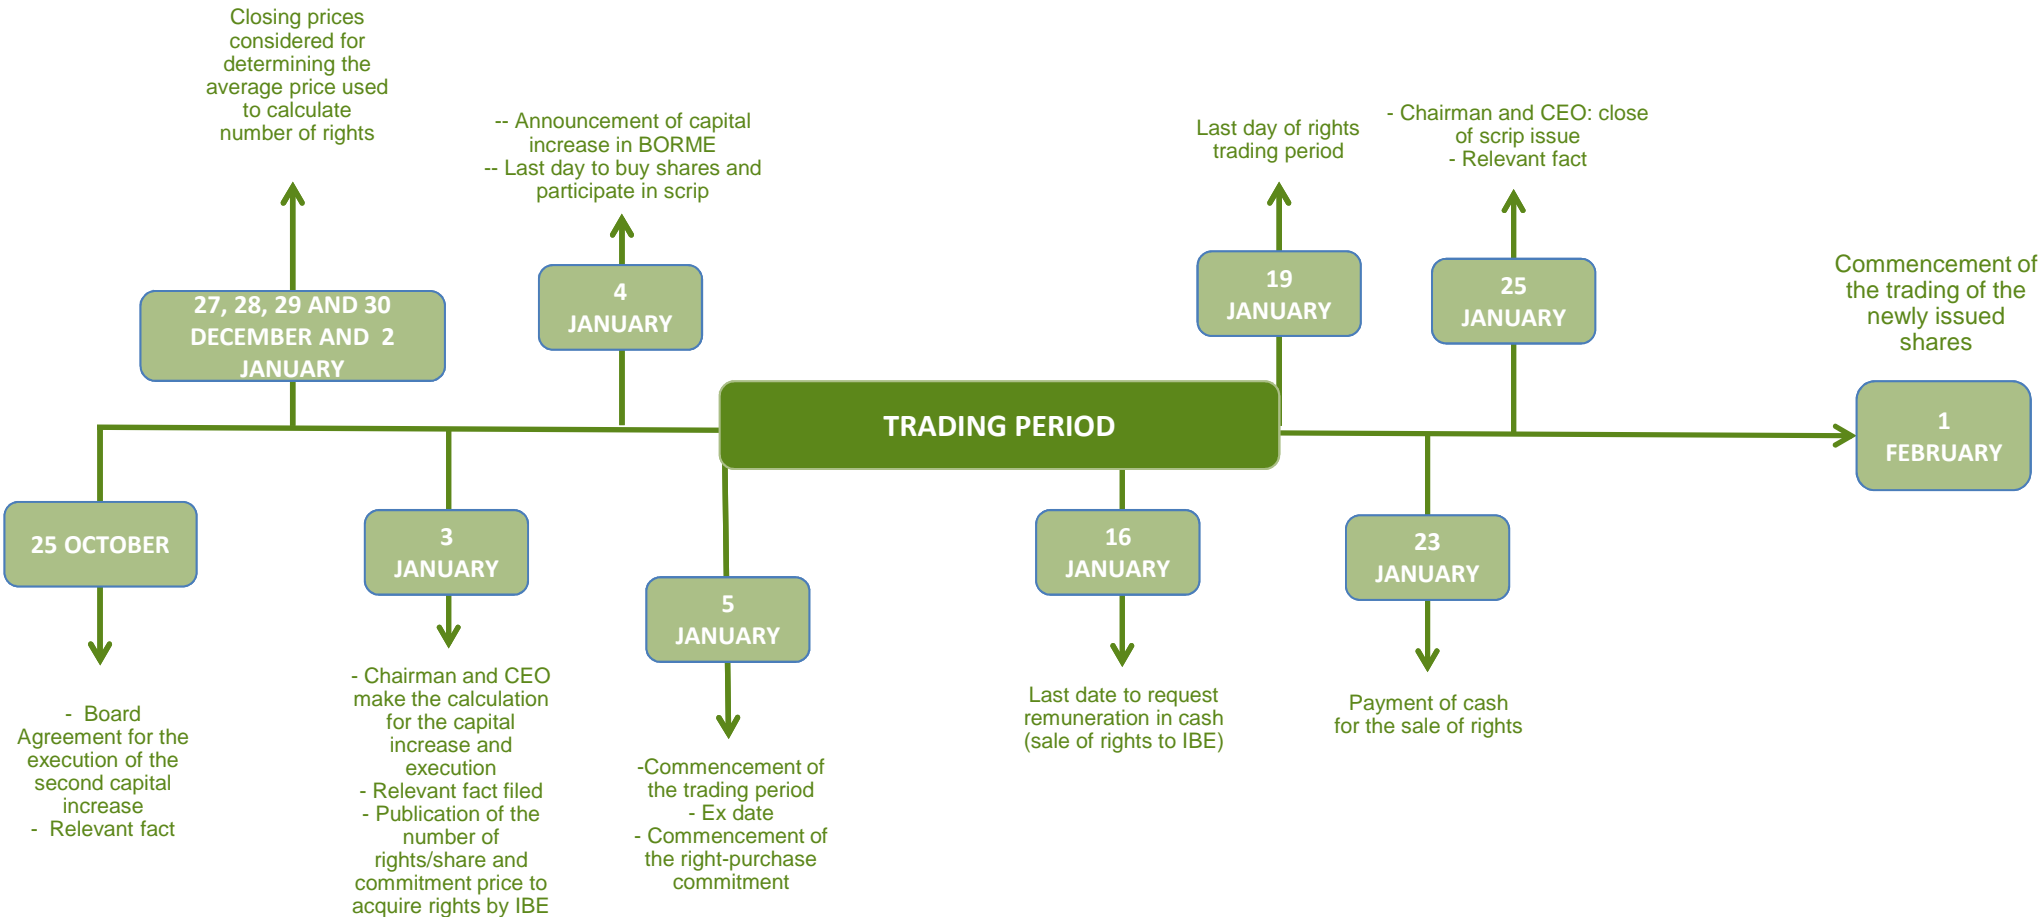 Closing prices
considered for
determining the
average price used
to calculate
number of rights
27, 28, 29 AND 30
DECEMBER AND 2
JANUARY
-- Announcement of capital
increase in BORME
-- Last day to buy shares and
participate in scrip
4
JANUARY
Last day of rights
trading period
19
JANUARY
- Chairman and CEO: close
of scrip issue
- Relevant fact
25
JANUARY
Commencement of
the trading of the
newly issued
shares
1
FEBRUARY
TRADING PERIOD
25 OCTOBER
- Board
Agreement for the
execution of the
second capital
increase
- Relevant fact
3
JANUARY
- Chairman and CEO
make the calculation
for the capital
increase and
execution
- Relevant fact filed
- Publication of the
number of
rights/share and
commitment price to
acquire rights by IBE
5
JANUARY
-Commencement of
the trading period
- Ex date
- Commencement of
the right-purchase
commitment
16
JANUARY
Last date to request
remuneration in cash
(sale of rights to IBE)
23
JANUARY
Payment of cash
for the sale of rights